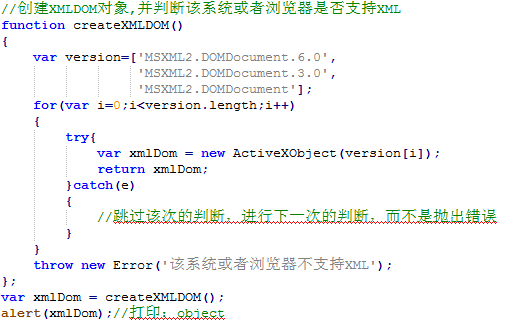 //创建XMLDOM对象,并判断该系统或者浏览器是否支持XML
function createXMLDOM()
{
    var version=['MSXML2.DOMDocument.6.0',
                 'MSXML2.DOMDocument.3.0',
                 'MSXML2.DOMDocument'];
    for(var i=0;i<version.length;i++)
    {
        try{
            var xmlDom = new ActiveXObject(version[i]);
            return xmlDom;
        }catch(e)
        {
            //跳过该次的判断，进行下一次的判断，而不是抛出错误
        }
    }
    throw new Error('该系统或者浏览器不支持XML');
};
var xmlDom = createXMLDOM();
alert(xmlDom);//打印：object